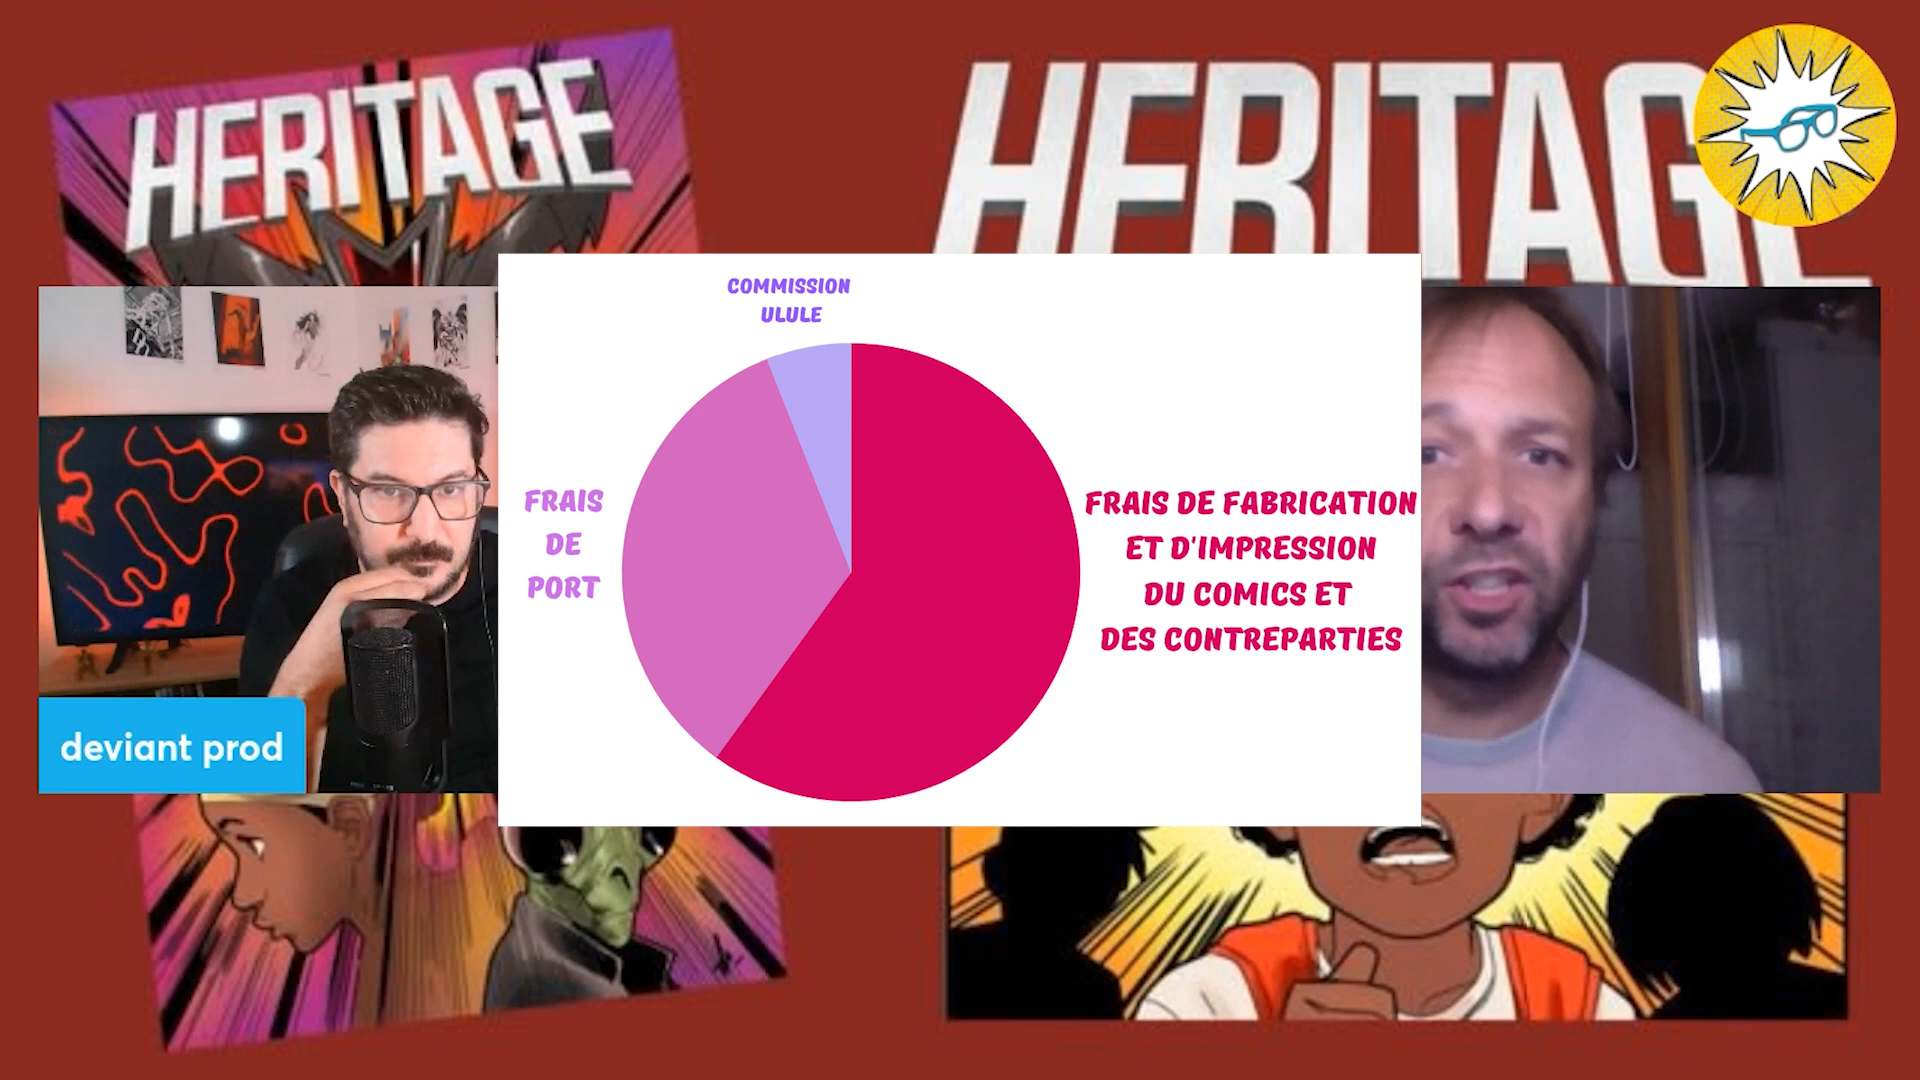 HERITAGE
HERITAGE
COMMISSION
ULULE
FRAIS
DE
PORT
FRAIS DE FABRICATION
ET D'IMPRESSION
DU COMICS ET
DES CONTREPARTIES
deviant prod